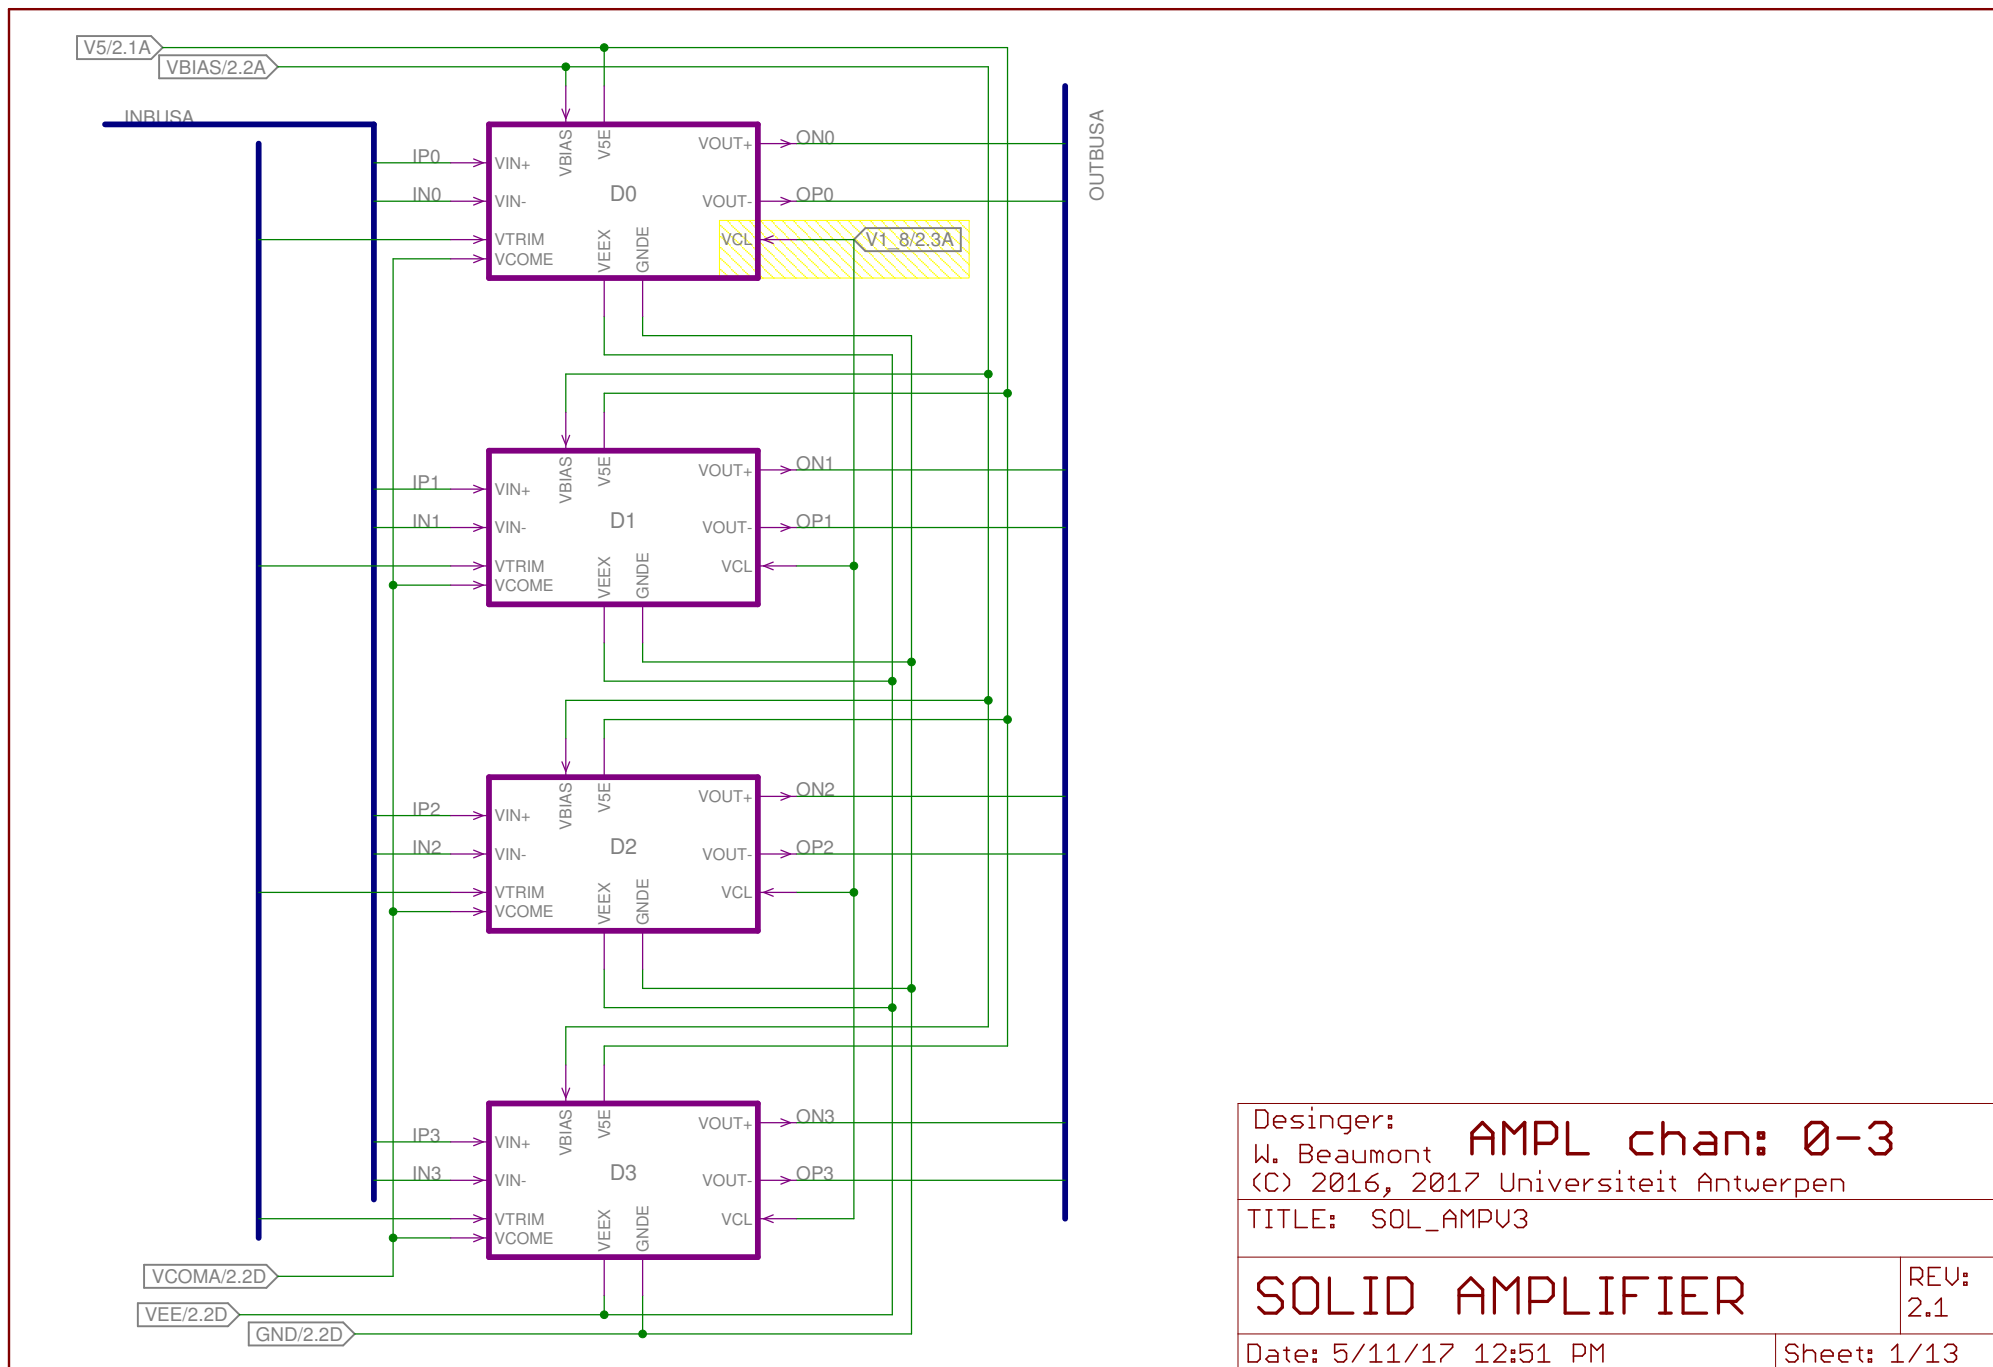 V5/2.1A
VBIAS/2.2A
INBUSA
OUTBUSA
IP0
IN0
VIN+
VIN-
VTRIM
VCOME
VBIAS
V5E
D0
VEEX
GNDE
VOUT+
VOUT-
VCL
ON0
OP0
V1_8/2.3A
IP1
IN1
VIN+
VIN-
VTRIM
VCOME
VBIAS
V5E
D1
VEEX
GNDE
VOUT+
VOUT-
VCL
ON1
OP1
IP2
IN2
VIN+
VIN-
VTRIM
VCOME
VBIAS
V5E
D2
VEEX
GNDE
VOUT+
VOUT-
VCL
ON2
OP2
IP3
IN3
VIN+
VIN-
VTRIM
VCOME
VBIAS
V5E
D3
VEEX
GNDE
VOUT+
VOUT-
VCL
ON3
OP3
VCOMA/2.2D
VEE/2.2D
GND/2.2D
Desinger:
W. Beaumont
AMPL chan: 0-3
(C) 2016, 2017 Universiteit Antwerpen
TITLE: SOL_AMPV3
SOLID AMPLIFIER
REV:
2.1
Date: 5/11/17 12:51 PM
Sheet: 1/13